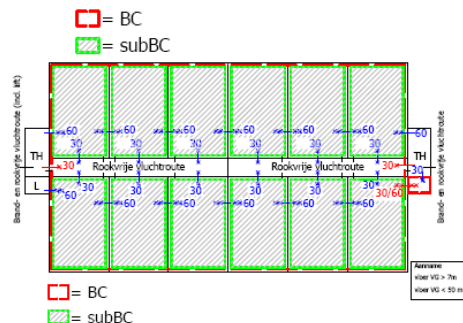 = BC
= subBC
Brand- en rookvrije vluchtroute (incl. lift)
TH
L
60 60 60 60 60 60
30 30 30 30 30 30
30 Rookvrije vluchtroute Rookvrije vluchtroute 30
30 30 30 30 30 30
60 60 60 60 60 60
30/60
60
TH
30
Brand- en rookvrije vluchtroute
Aanname
vloer VG > 7m
vloer VG < 50 m
= BC
= subBC